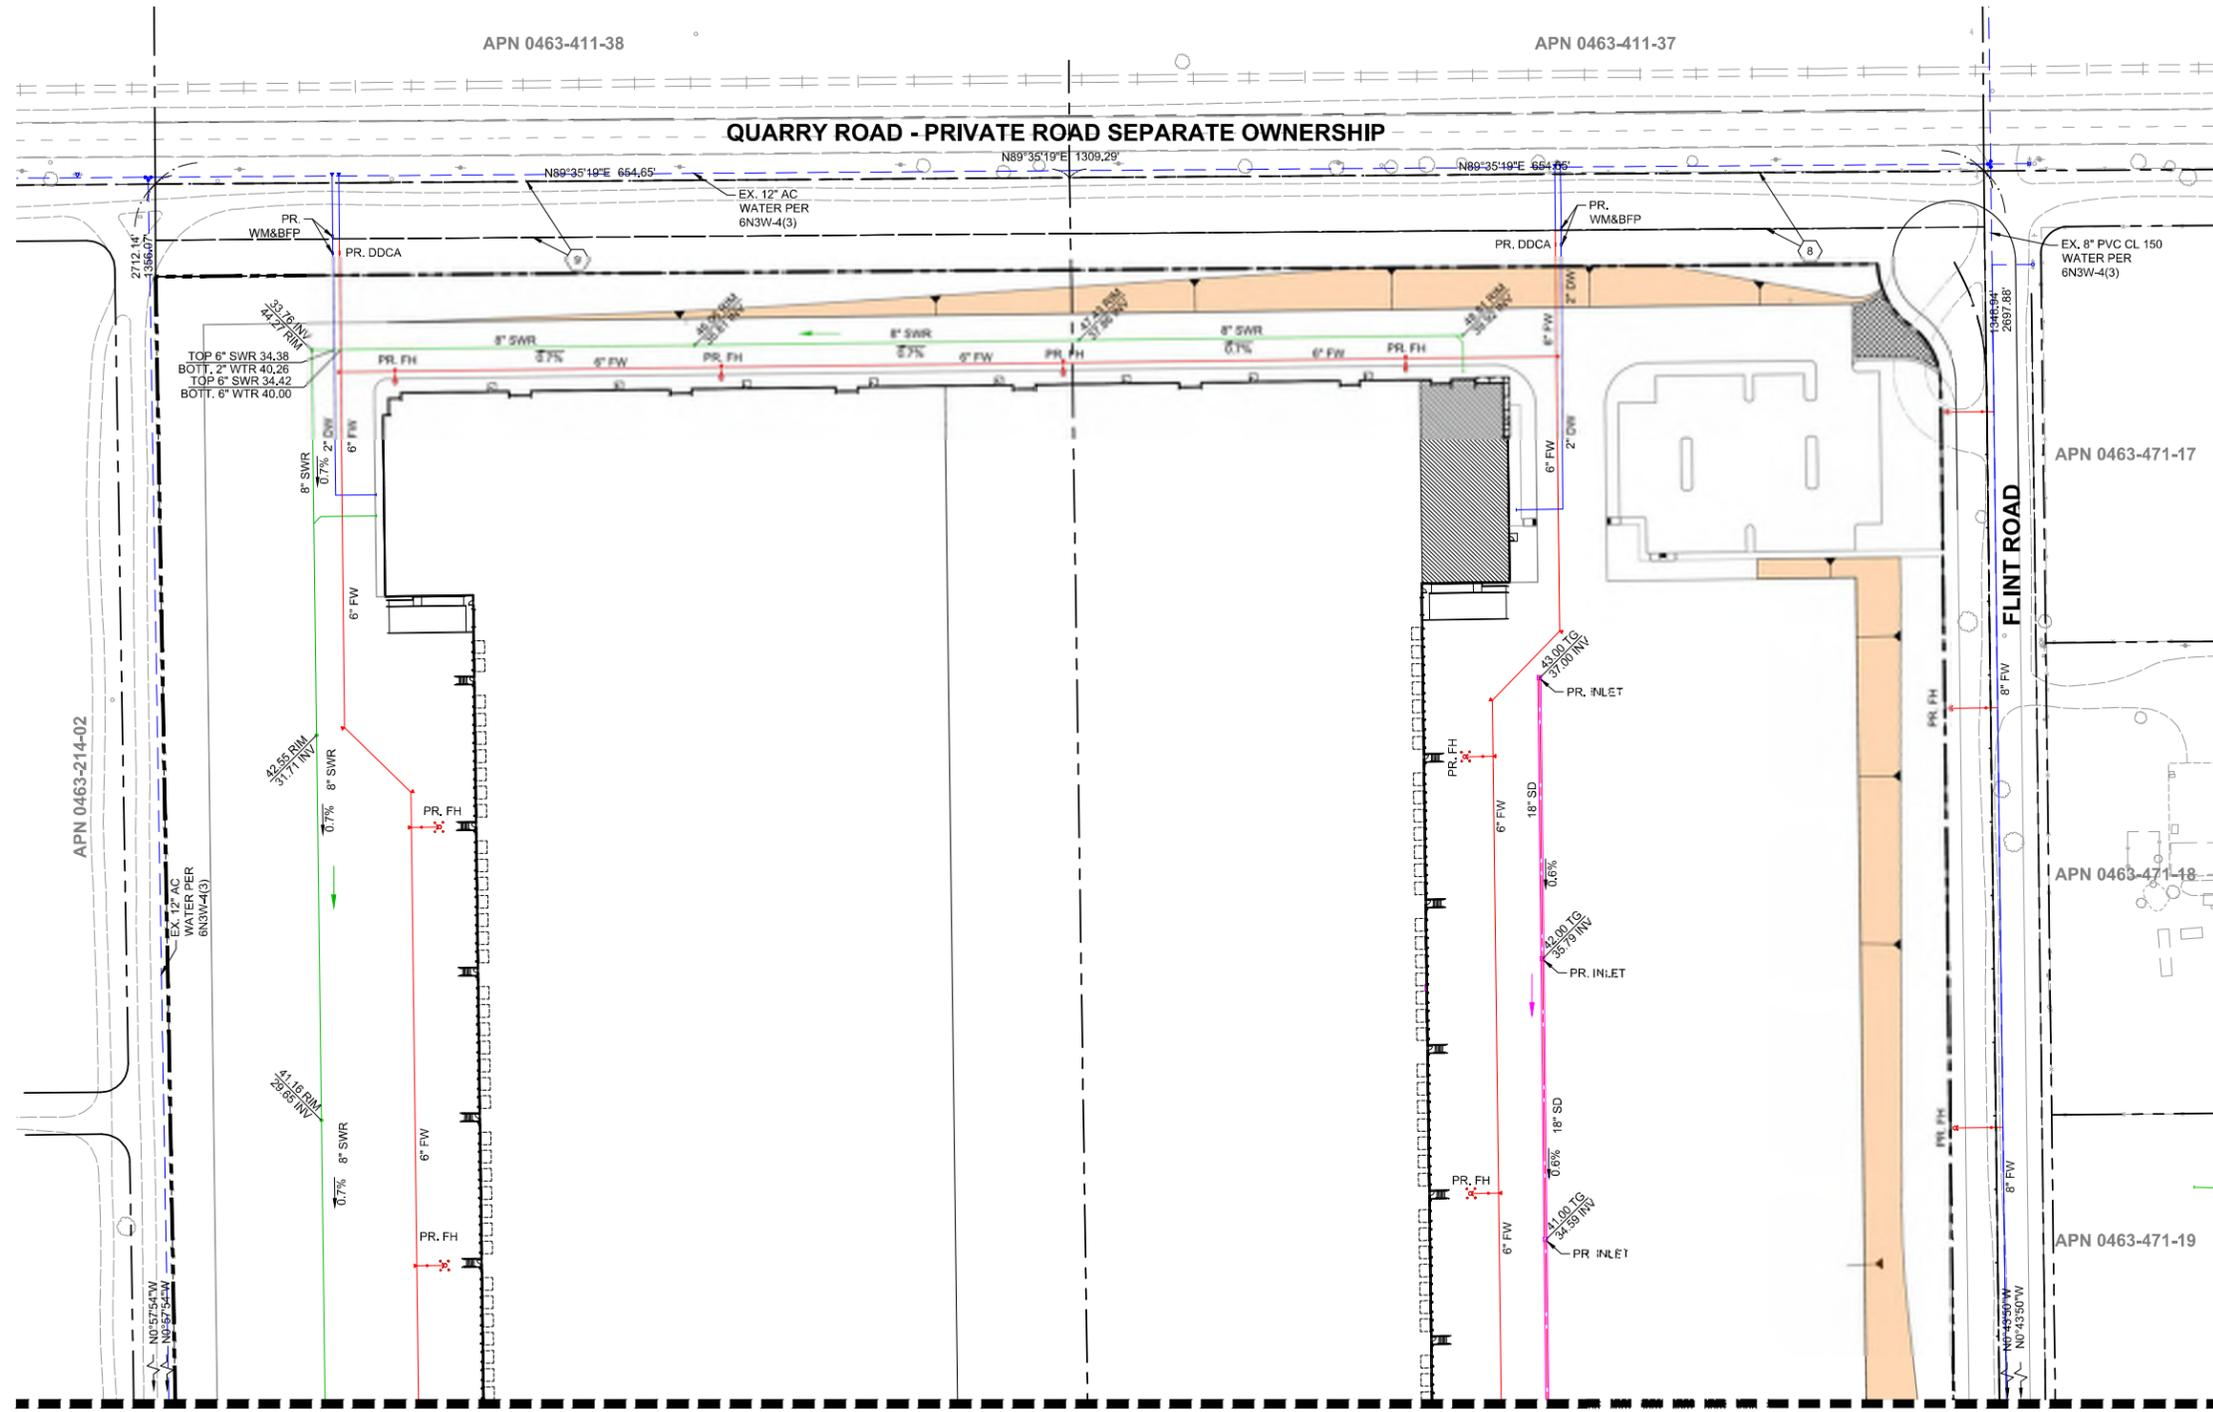 APN 0463-411-38
APN 0463-411-37
QUARRY ROAD - PRIVATE ROAD SEPARATE OWNERSHIP
N89°35'19"E 1309.29'
N89°35'19"E 654.65'
N89°35'19"E 654.65'
EX. 12" AC
WATER PER
6N3W-4(3)
PR.
WM&BFP
PR. DDCA
9
PR.
WM&BFP
PR. DDCA
8
EX. 8" PVC CL 150
WATER PER
6N3W-4(3)
2712.14'
1356.07'
1348.94'
2697.88'
33.76 INV
44.27 RIM
TOP 6" SWR 34.38
BOTT. 2" WTR 40.26
TOP 6" SWR 34.42
BOTT. 6" WTR 40.00
8" SWR
0.7%
8" SWR
0.7%
8" SWR
0.7%
PR. FH
6" FW
PR. FH
6" FW
PR. FH
6" FW
PR. FH
6" FW
2" DW
8" SWR
0.7%
2" DW
6" FW
6" FW
2" DW
6" FW
APN 0463-471-17
FLINT ROAD
43.00 TG
37.00 INV
PR. INLET
8" FW
PR. FH
APN 0463-214-02
42.55 RIM
31.71 INV
8" SWR
0.7%
PR. FH
PR. FH
6" FW
18" SD
0.6%
APN 0463-471-18
EX. 12" AC
WATER PER
6N3W-4(3)
42.00 TG
35.79 INV
PR. INLET
41.16 RIM
29.65 INV
8" SWR
0.7%
6" FW
PR. FH
PR. FH
6" FW
18" SD
0.6%
41.00 TG
34.59 INV
PR INLET
PR. FH
8" FW
APN 0463-471-19
N0°57'54"W
N0°57'54"W
N0°43'50"W
N0°43'50"W